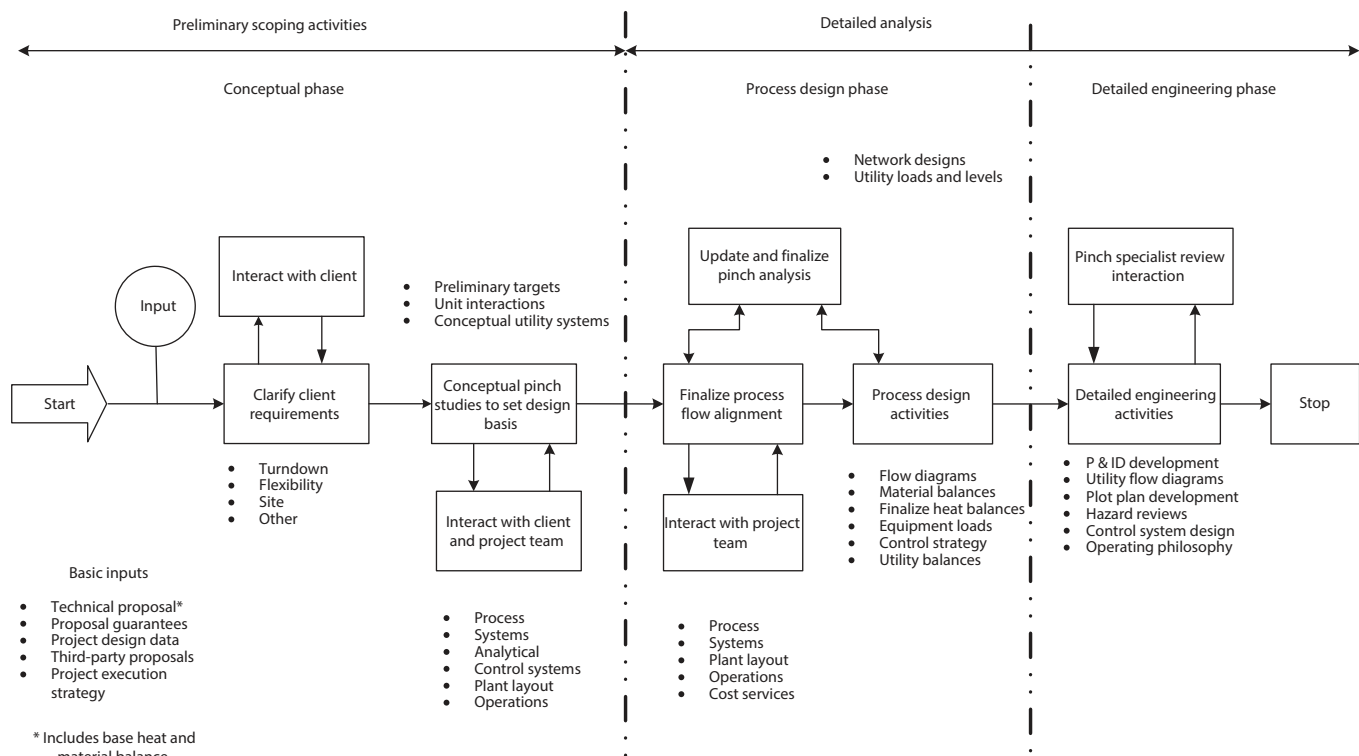 Preliminary scoping activities
Detailed analysis
Conceptual phase
Process design phase
Detailed engineering phase
• Network designs
• Utility loads and levels
Interact with client
Update and finalize
pinch analysis
Pinch specialist review
interaction
Input
• Preliminary targets
• Unit interactions
• Conceptual utility systems
Start
Clarify client
requirements
Conceptual pinch
studies to set design
basis
Finalize process
flow alignment
Process design
activities
Detailed engineering
activities
Stop
• Turndown
• Flexibility
• Site
• Other
Interact with client
and project team
Interact with project
team
• Flow diagrams
• Material balances
• Finalize heat balances
• Equipment loads
• Control strategy
• Utility balances
• P & ID development
• Utility flow diagrams
• Plot plan development
• Hazard reviews
• Control system design
• Operating philosophy
Basic inputs
• Technical proposal*
• Proposal guarantees
• Project design data
• Third-party proposals
• Project execution
strategy
• Process
• Systems
• Analytical
• Control systems
• Plant layout
• Operations
• Process
• Systems
• Plant layout
• Operations
• Cost services
* Includes base heat and
material balance